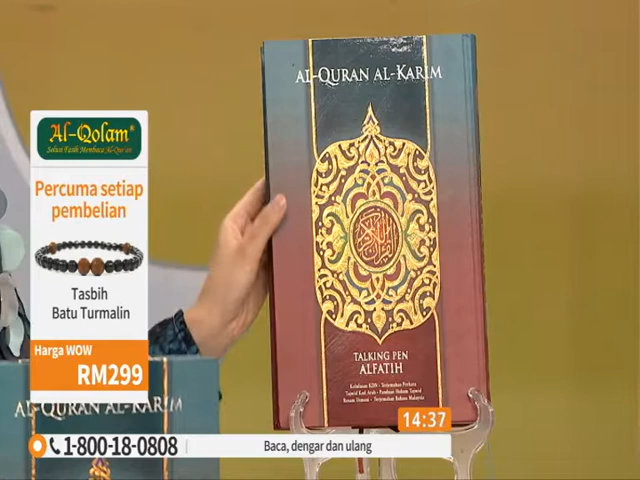 AL-QURAN AL-KARIM
TALKING PEN
ALFATIH
Al-Qolam®
Percuma setiap
pembelian
Tasbih
Batu Turmalin
Harga WOW
RM299
AL-QURAN AL-KARIM
14:37
1-800-18-0808
Baca, dengar dan ulang